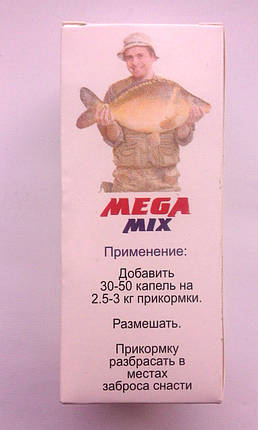 MEGA
MIX
Применение:
Добавить
30-50 капель на
2.5-3 кг прикормки.
Размешать.
Прикормку
разбрасать в
местах
заброса снасти